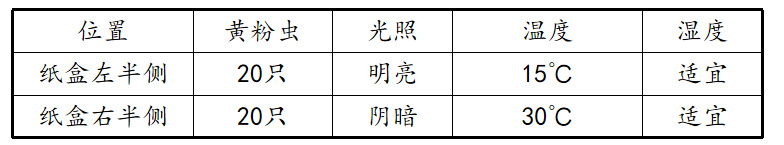 位置 黄粉虫 光照 温度 湿度
纸盒左半侧 20只 明亮 15℃ 适宜
纸盒右半侧 20只 阴暗 30℃ 适宜